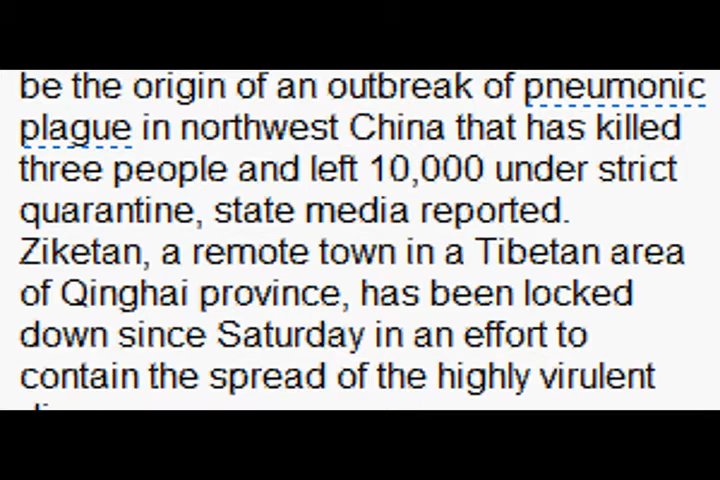 be the origin of an outbreak of pneumonic
plague in northwest China that has killed
three people and left 10,000 under strict
quarantine, state media reported.
Ziketan, a remote town in a Tibetan area
of Qinghai province, has been locked
down since Saturday in an effort to
contain the spread of the highly virulent